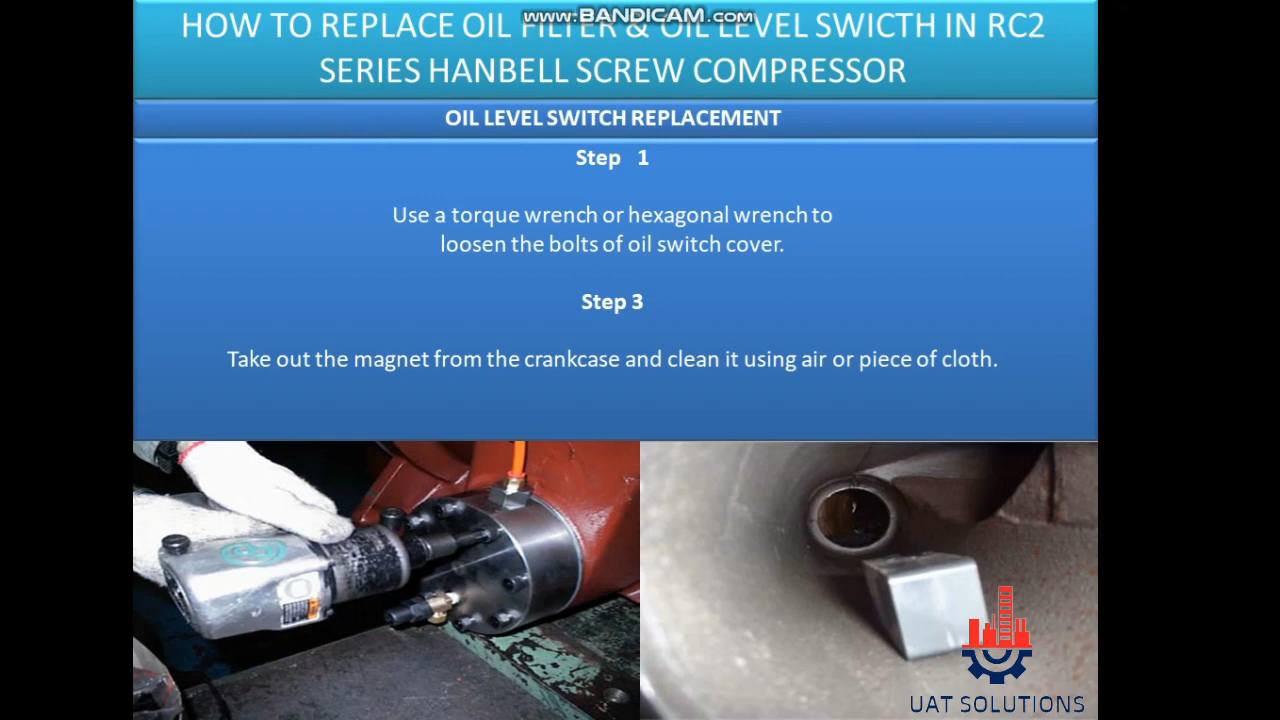 www.BANDICAM.com
HOW TO REPLACE OIL FILTER & OIL LEVEL SWICTH IN RC2
SERIES HANBELL SCREW COMPRESSOR
OIL LEVEL SWITCH REPLACEMENT
Step 1
Use a torque wrench or hexagonal wrench to
loosen the bolts of oil switch cover.
Step 3
Take out the magnet from the crankcase and clean it using air or piece of cloth.
UAT SOLUTIONS